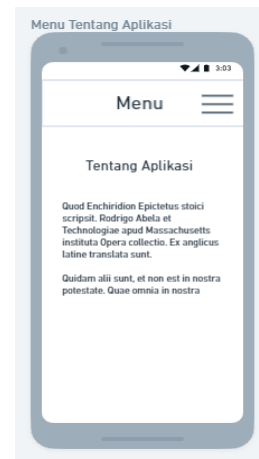 Menu Tentang Aplikasi
3:03
Menu
Tentang Aplikasi
Quod Enchiridion Epictetus stoici
scripsit. Rodrigo Abela et
Technologiae apud Massachusetts
instituta Opera collectio. Ex anglicus
latine translata sunt.
Quidam alii sunt, et non est in nostra
potestate. Quae omnia in nostra